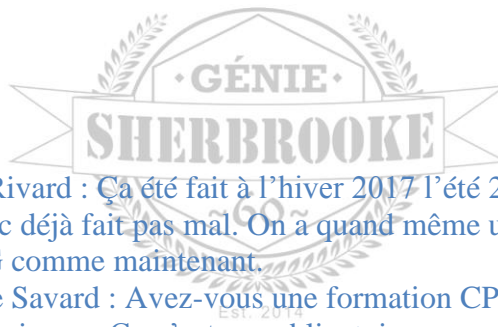 ·GÉNIE·
SHERBROOKE
Rivard : Ça été fait à l’hiver 2017 l’été 2
c déjà fait pas mal. On a quand même u
~60~
comme maintenant.
e Savard : Avez-vous une formation CP
Est. 2014